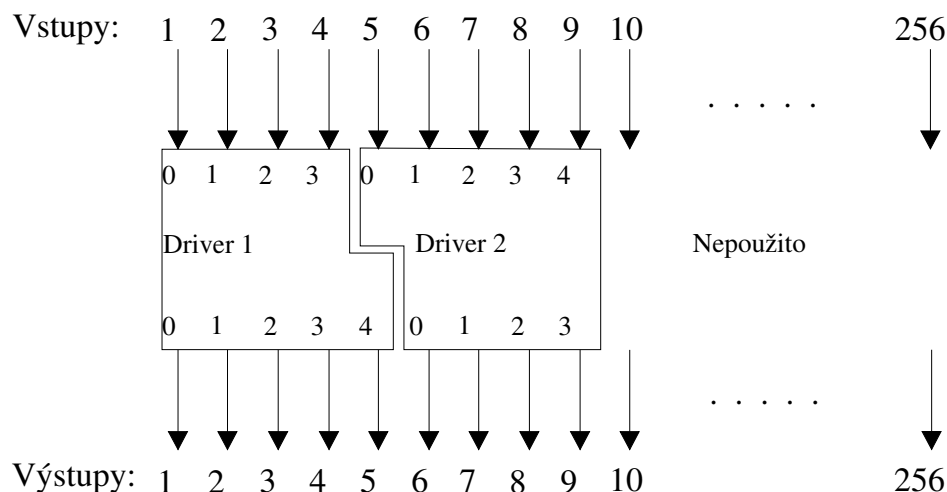 Vstupy: 1 2 3 4 5 6 7 8 9 10 256
. . . . .
0 1 2 3 0 1 2 3 4
Driver 1 Driver 2 Nepoužito
0 1 2 3 4 0 1 2 3
. . . . .
Výstupy: 1 2 3 4 5 6 7 8 9 10 256